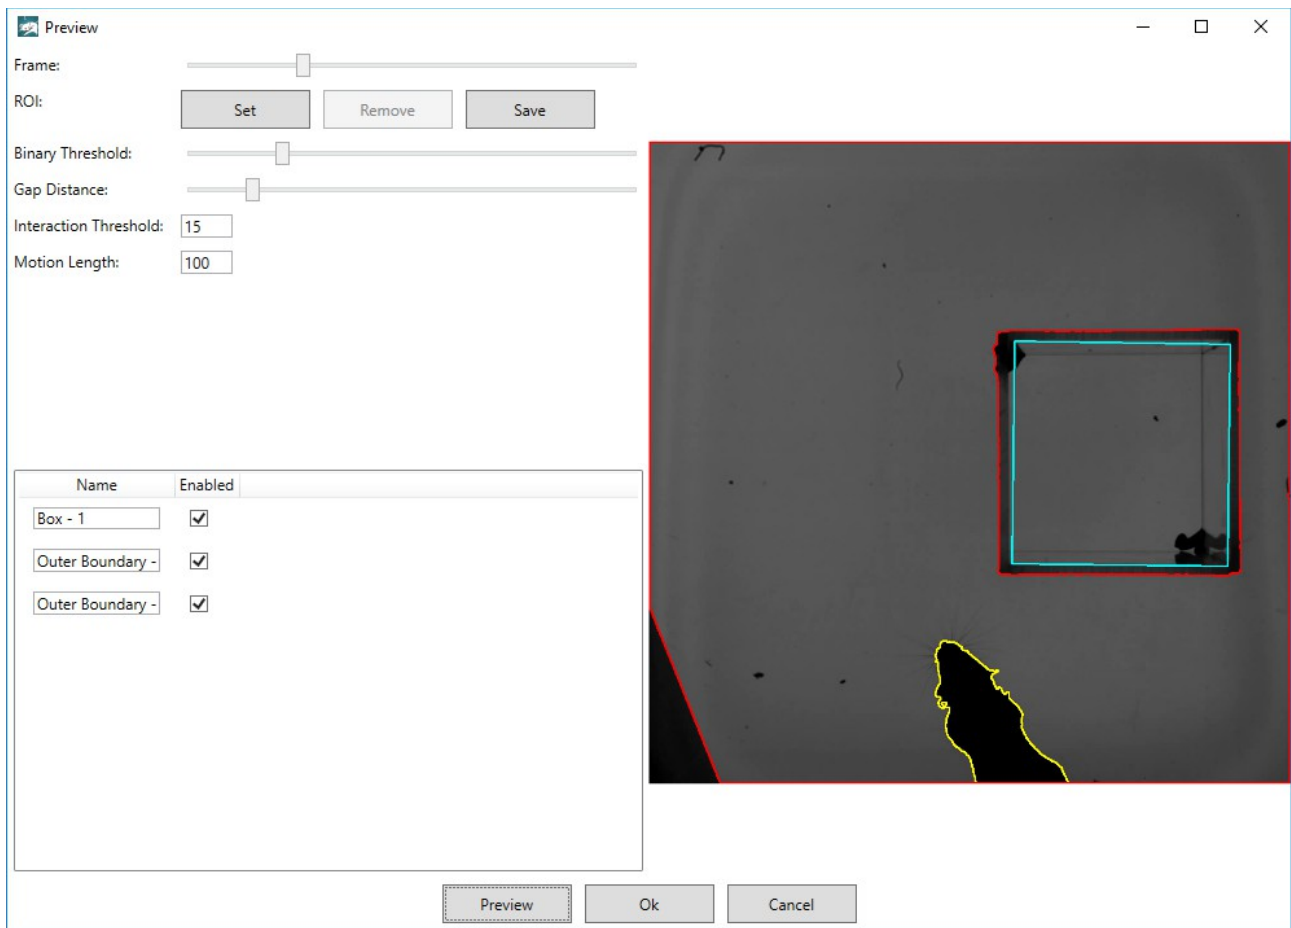 Preview
Frame:
ROI:
Set Remove Save
Binary Threshold:
Gap Distance:
Interaction Threshold: 15
Motion Length: 100
Name Enabled
Box - 1
Outer Boundary -
Outer Boundary -
Preview Ok Cancel